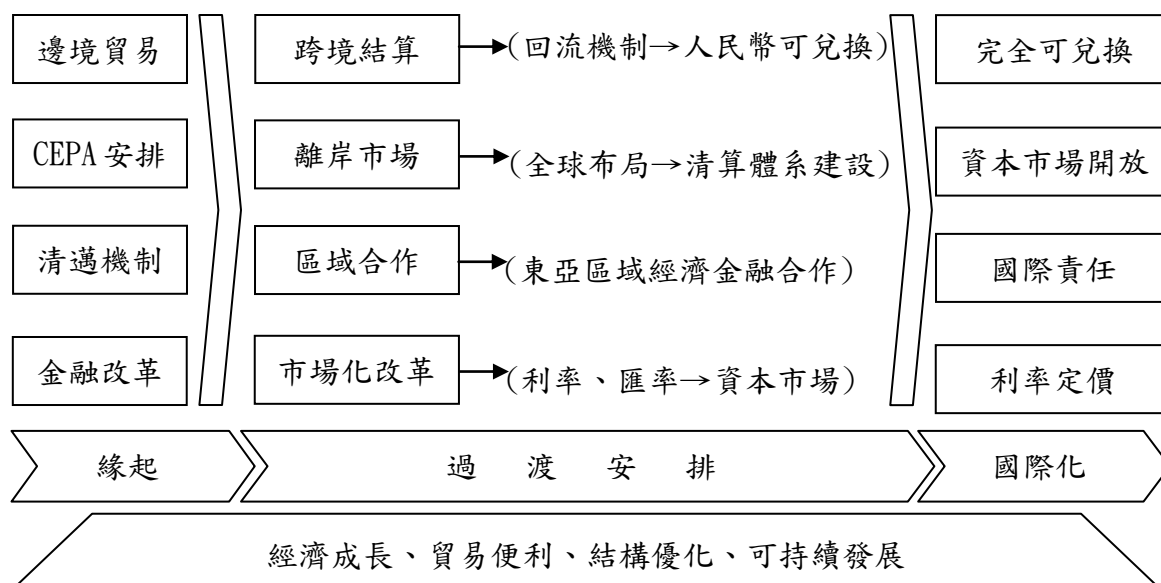 邊境貿易 跨境結算 (回流機制→人民幣可兌換) 完全可兌換
CEPA 安排 離岸市場 (全球布局→清算體系建設) 資本市場開放
清邁機制 區域合作 (東亞區域經濟金融合作) 國際責任
金融改革 市場化改革 (利率、匯率→資本市場) 利率定價
緣起 過渡安排 國際化
經濟成長、貿易便利、結構優化、可持續發展